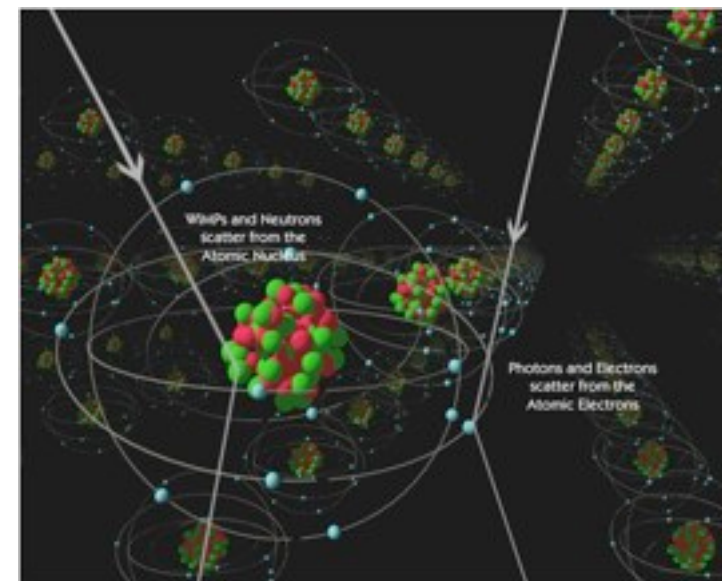 WIMPs and Neutrons
scatter from the
Atomic Nucleus
Photons and Electrons
scatter from the
Atomic Electrons